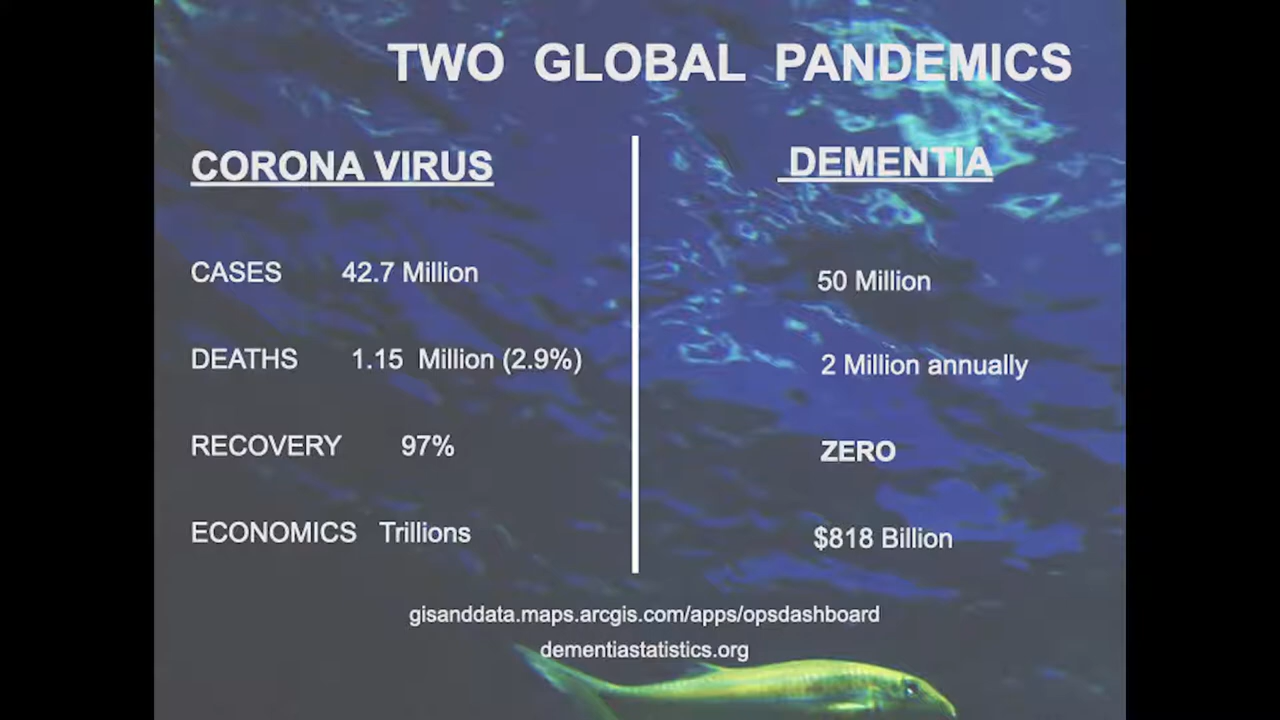 TWO GLOBAL PANDEMICS
CORONA VIRUS
CASES 42.7 Million
DEATHS 1.15 Million (2.9%)
RECOVERY 97%
ECONOMICS Trillions
DEMENTIA
50 Million
2 Million annually
ZERO
$818 Billion
gisanddata.maps.arcgis.com/apps/opsdashboard
dementiastatistics.org